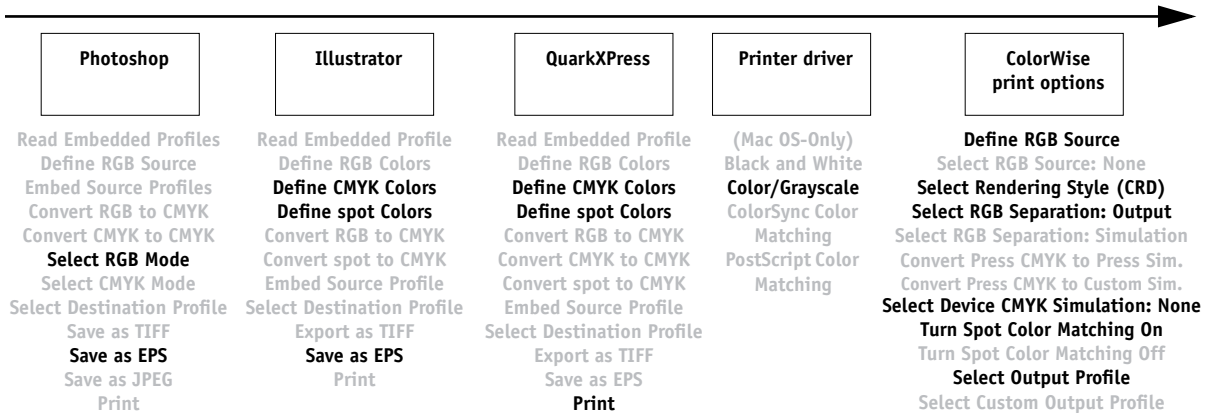 Photoshop
Read Embedded Profiles
Define RGB Source
Embed Source Profiles
Convert RGB to CMYK
Convert CMYK to CMYK
Select RGB Mode
Select CMYK Mode
Select Destination Profile
Save as TIFF
Save as EPS
Save as JPEG
Print
Illustrator
Read Embedded Profile
Define RGB Colors
Define CMYK Colors
Define spot Colors
Convert RGB to CMYK
Convert spot to CMYK
Embed Source Profile
Select Destination Profile
Export as TIFF
Save as EPS
Print
QuarkXPress
Read Embedded Profile
Define RGB Colors
Define CMYK Colors
Define spot Colors
Convert RGB to CMYK
Convert CMYK to CMYK
Convert spot to CMYK
Embed Source Profile
Select Destination Profile
Export as TIFF
Save as EPS
Print
Printer driver
(Mac OS-Only)
Black and White
Color/Grayscale
ColorSync Color
Matching
PostScript Color
Matching
ColorWise
print options
Define RGB Source
Select RGB Source: None
Select Rendering Style (CRD)
Select RGB Separation: Output
Select RGB Separation: Simulation
Convert Press CMYK to Press Sim.
Convert Press CMYK to Custom Sim.
Select Device CMYK Simulation: None
Turn Spot Color Matching On
Turn Spot Color Matching Off
Select Output Profile
Select Custom Output Profile